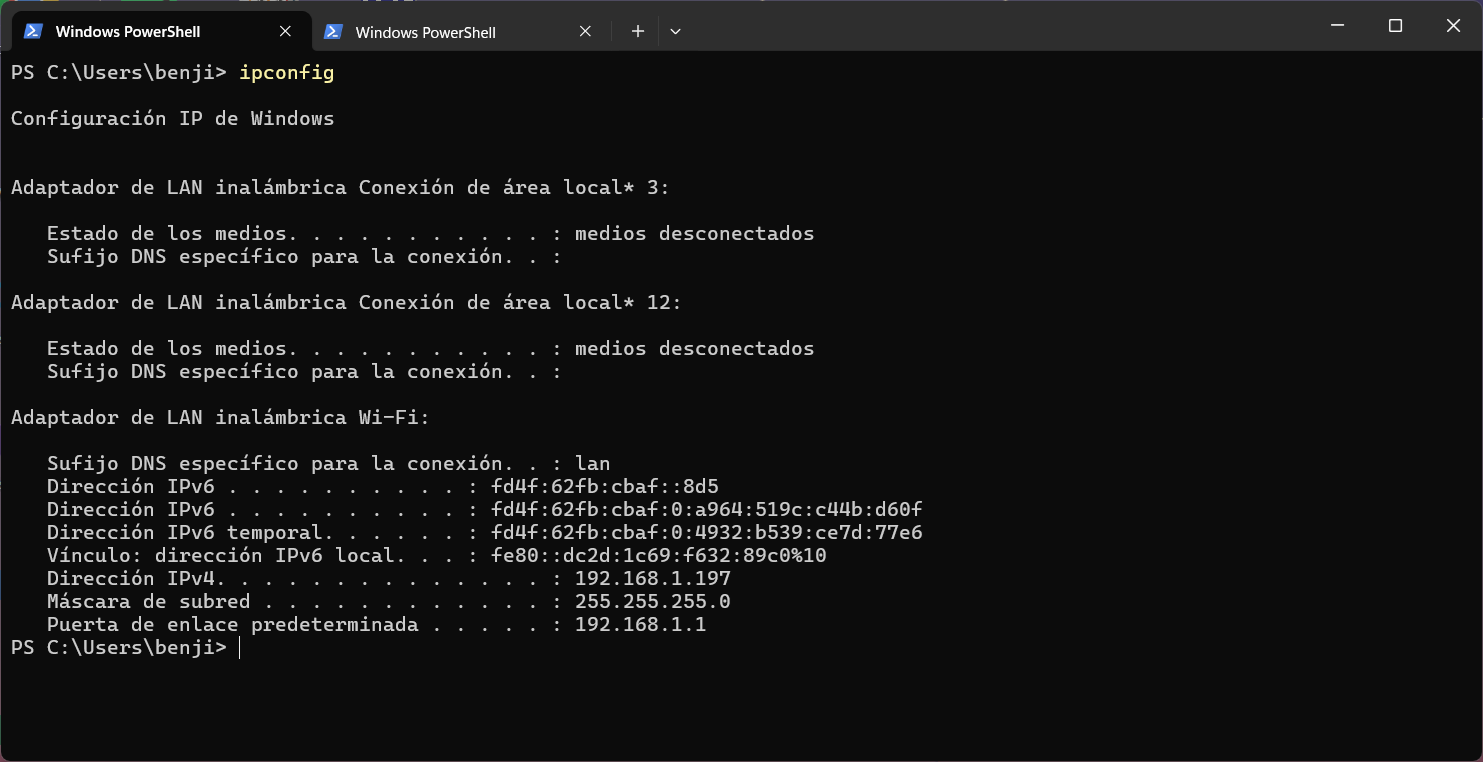 Windows PowerShell
Windows PowerShell
PS C:\Users\benji> ipconfig
Configuración IP de Windows
Adaptador de LAN inalámbrica Conexión de área local* 3:
Estado de los medios. . . . . . . . . . . : medios desconectados
Sufijo DNS específico para la conexión. . :
Adaptador de LAN inalámbrica Conexión de área local* 12:
Estado de los medios. . . . . . . . . . . : medios desconectados
Sufijo DNS específico para la conexión. . :
Adaptador de LAN inalámbrica Wi-Fi:
Sufijo DNS específico para la conexión. . : lan
Dirección IPv6 . . . . . . . . . . : fd4f:62fb:cbaf::8d5
Dirección IPv6 . . . . . . . . . . : fd4f:62fb:cbaf:0:a964:519c:c44b:d60f
Dirección IPv6 temporal. . . . . . : fd4f:62fb:cbaf:0:4932:b539:ce7d:77e6
Vínculo: dirección IPv6 local. . . : fe80::dc2d:1c69:f632:89c0%10
Dirección IPv4. . . . . . . . . . . . . . : 192.168.1.197
Máscara de subred . . . . . . . . . . . . : 255.255.255.0
Puerta de enlace predeterminada . . . . . : 192.168.1.1
PS C:\Users\benji>